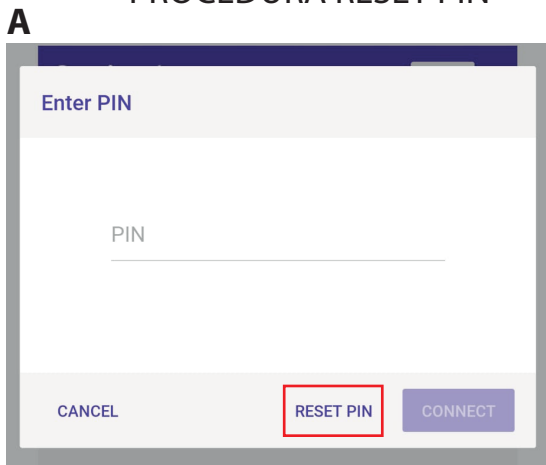 PROCEDURA RESET PIN
A
Enter PIN
PIN
CANCEL RESET PIN CONNECT